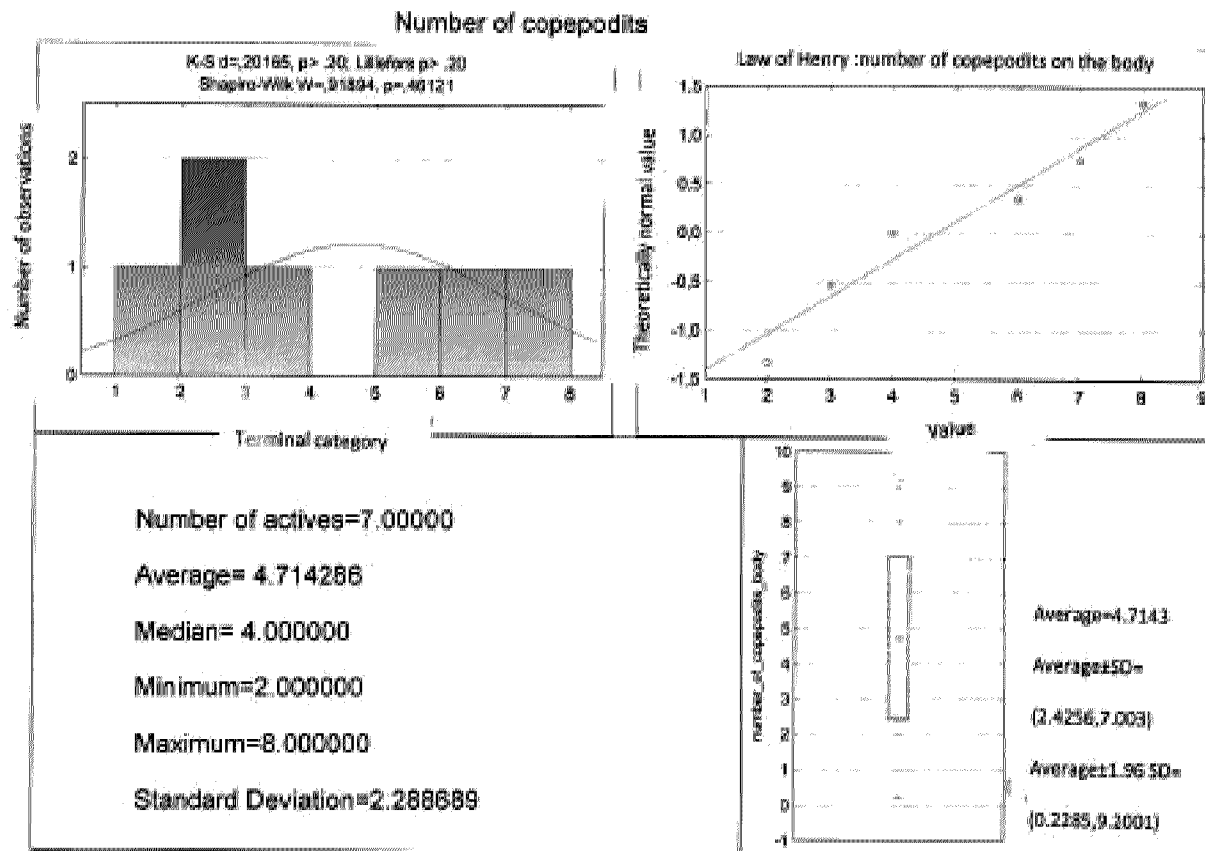 Number of copepodits
K-S d=,20165, p> .20; Lilliefors p> .20
Shapiro-Wilk W=,91894, p=,46121
Number of observations
2
1
0
1 2 3 4 5 6 7 8
Terminal category
Law of Henry :number of copepodits on the body
Theoretically normal value
1.5
1.0
0.5
0.0
-0.5
-1.0
-1.5
1 2 3 4 5 6 7 8 9
value
Number of actives=7.00000
Average= 4.714286
Median= 4.000000
Minimum=2.000000
Maximum=8.000000
Standard Deviation=2.288689
number_of_copepodits_body
10
9
8
7
6
5
4
3
2
1
0
-1
Average=4.7143
Average±SD=
(2.4256,7.003)
Average±1.96 SD=
(0.2285,9.2001)